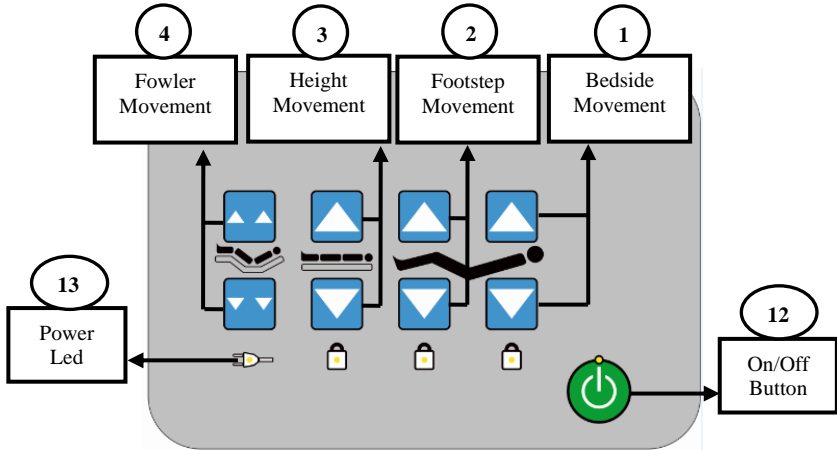 4
3
2
1
Fowler
Movement
Height
Movement
Footstep
Movement
Bedside
Movement
13
Power
Led
12
On/Off
Button